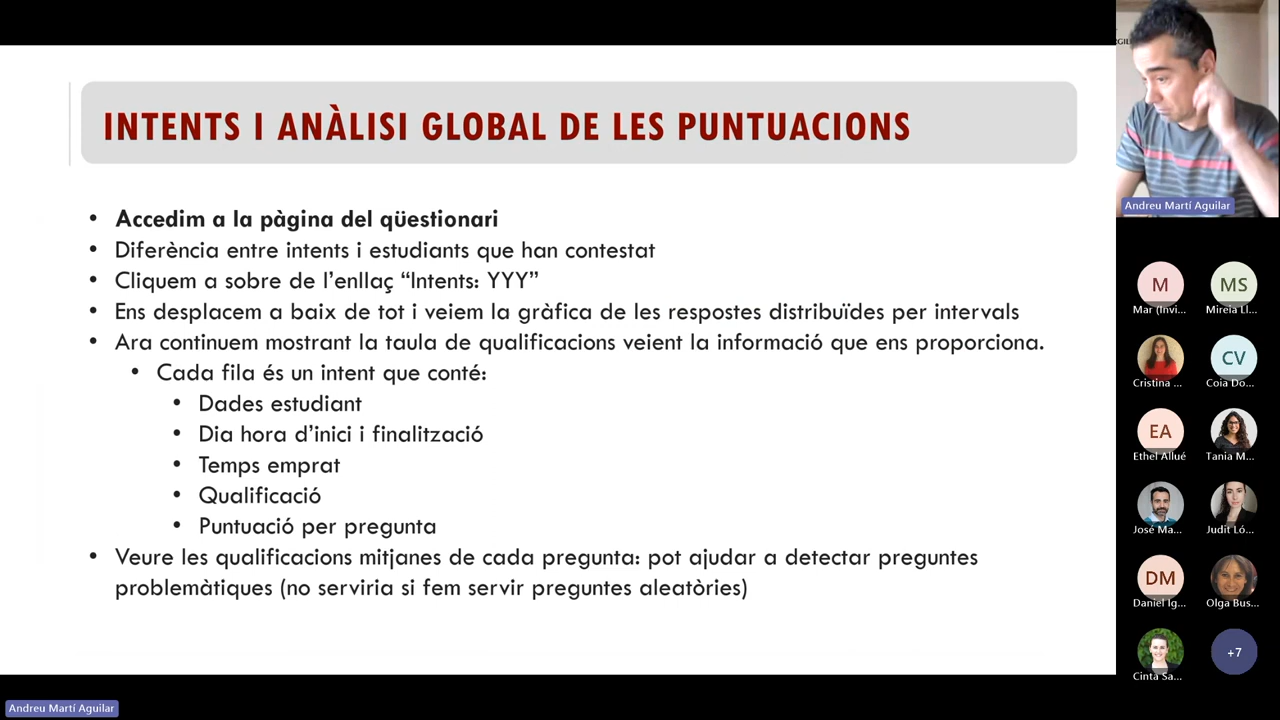 INTENTS I ANÀLISI GLOBAL DE LES PUNTUACIONS
• Accedim a la pàgina del qüestionari
• Diferència entre intents i estudiants que han contestat
• Cliquem a sobre de l’enllaç “Intents: YYY”
• Ens desplacem a baix de tot i veiem la gràfica de les respostes distribuïdes per intervals
• Ara continuem mostrant la taula de qualificacions veient la informació que ens proporciona.
• Cada fila és un intent que conté:
• Dades estudiant
• Dia hora d’inici i finalització
• Temps emprat
• Qualificació
• Puntuació per pregunta
• Veure les qualificacions mitjanes de cada pregunta: pot ajudar a detectar preguntes
problemàtiques (no serviria si fem servir preguntes aleatòries)
Andreu Martí Aguilar
M
MS
Mar (Invi...
Mireia Ll...
CV
Cristina ...
Coia Do...
EA
Ethel Allué
Tania M...
José Ma...
Judit Ló...
DM
Daniel Ig...
Olga Bus...
+7
Cinta Sa...
Andreu Martí Aguilar